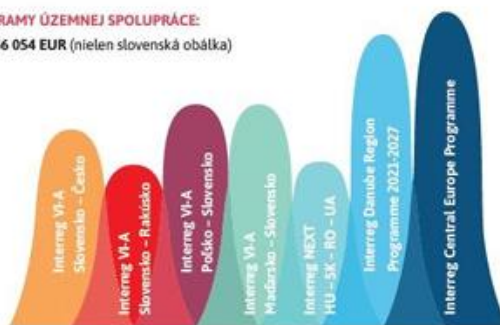 RAMY ÚZEMNEJ SPOLUPRÁCE:
6 054 EUR (nielen slovenská obálka)
Interreg VI-A
Slovensko – Česko
Interreg VI-A
Slovensko – Rakúsko
Interreg VI-A
Poľsko – Slovensko
Interreg VI-A
Maďarsko – Slovensko
Interreg NEXT
HU – SK – RO – UA
Interreg Danube Region
Programme 2021-2027
Interreg Central Europe Programme